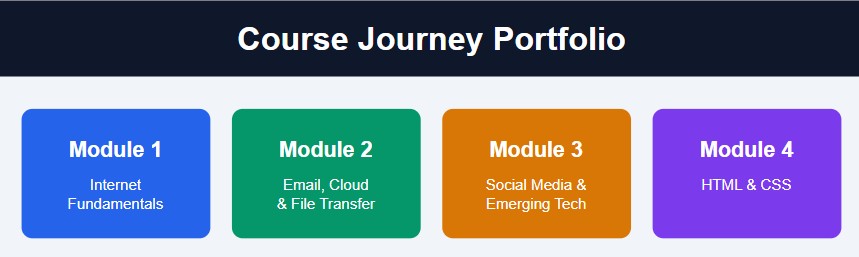 Course Journey Portfolio
Module 1
Internet
Fundamentals
Module 2
Email, Cloud
& File Transfer
Module 3
Social Media &
Emerging Tech
Module 4
HTML & CSS